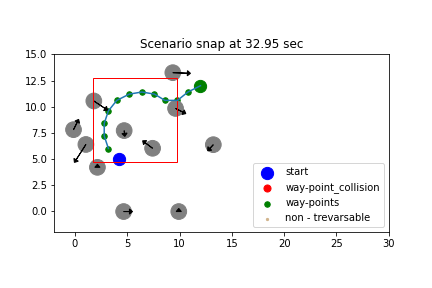 Scenario snap at 32.95 sec
15.0
12.5
10.0
7.5
5.0
2.5
0.0
0 5 10 15 20 25 30
start
way-point_collision
way-points
non - trevarsable